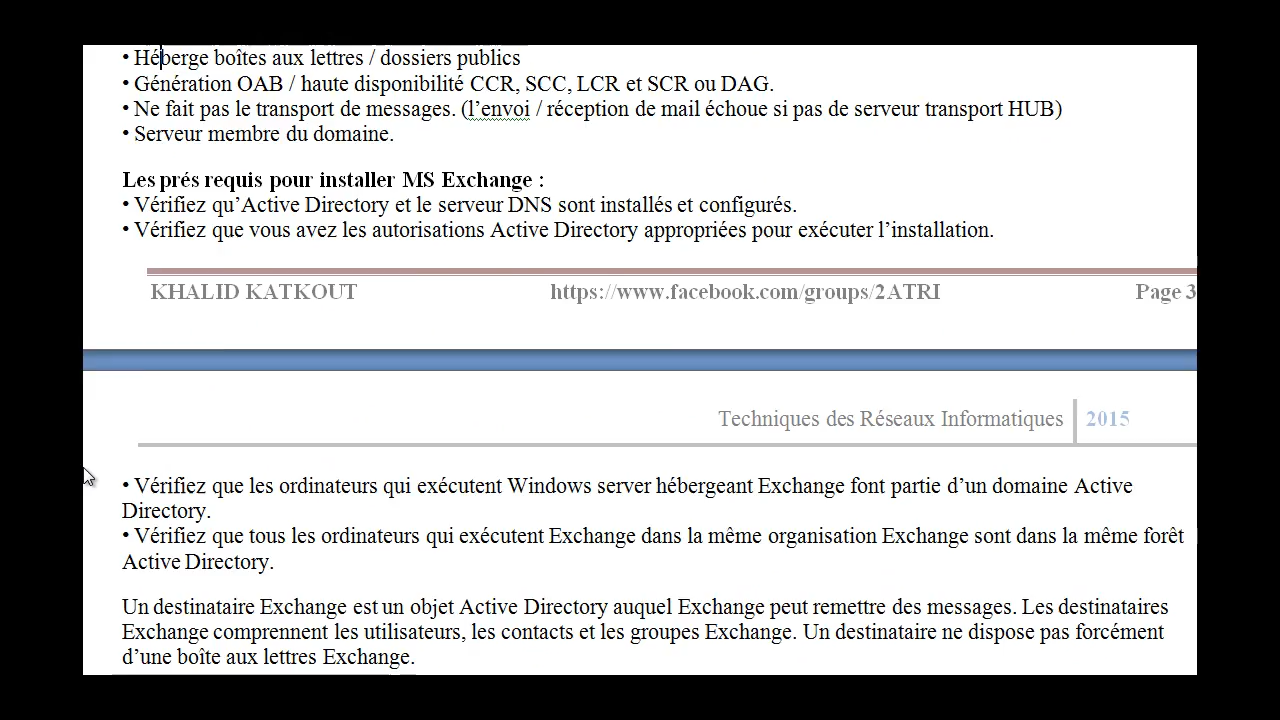 • Héberge boîtes aux lettres / dossiers publics
• Génération OAB / haute disponibilité CCR, SCC, LCR et SCR ou DAG.
• Ne fait pas le transport de messages. (l’envoi / réception de mail échoue si pas de serveur transport HUB)
• Serveur membre du domaine.
Les prés requis pour installer MS Exchange :
• Vérifiez qu’Active Directory et le serveur DNS sont installés et configurés.
• Vérifiez que vous avez les autorisations Active Directory appropriées pour exécuter l’installation.
KHALID KATKOUT https://www.facebook.com/groups/2ATRI Page 3
Techniques des Réseaux Informatiques 2015
• Vérifiez que les ordinateurs qui exécutent Windows server hébergeant Exchange font partie d’un domaine Active
Directory.
• Vérifiez que tous les ordinateurs qui exécutent Exchange dans la même organisation Exchange sont dans la même forêt
Active Directory.
Un destinataire Exchange est un objet Active Directory auquel Exchange peut remettre des messages. Les destinataires
Exchange comprennent les utilisateurs, les contacts et les groupes Exchange. Un destinataire ne dispose pas forcément
d’une boîte aux lettres Exchange.